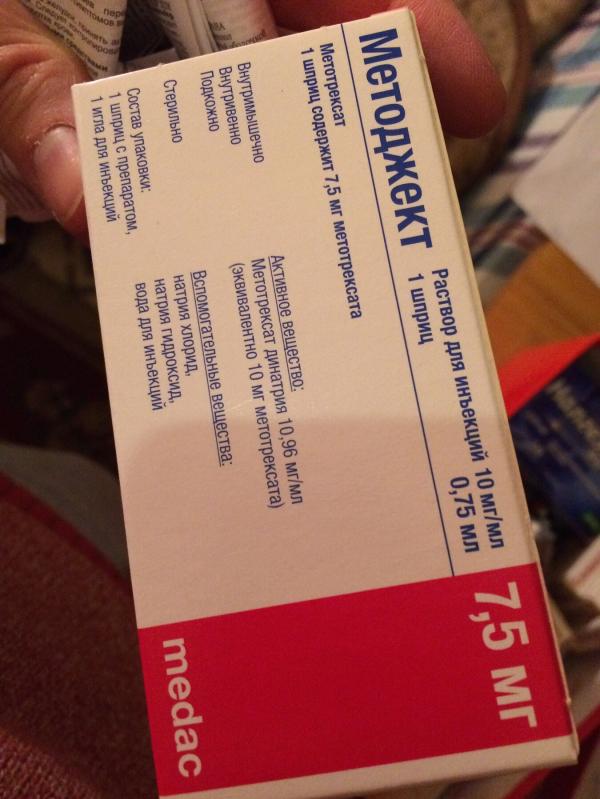 Методжект
Раствор для инъекций 10 мг/мл
1 шприц
0,75 мл
7,5 мг
Метотрексат
1 шприц содержит 7,5 мг метотрексата
Внутримышечно
Внутривенно
Подкожно
Стерильно
Состав упаковки:
1 шприц с препаратом,
1 игла для инъекций
Активное вещество:
Метотрексат динатрия 10,96 мг/мл
(эквивалентно 10 мг метотрексата)
Вспомогательные вещества:
натрия хлорид,
натрия гидроксид,
вода для инъекций
medac